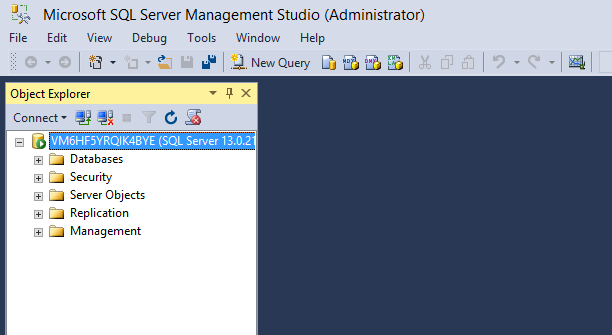 Microsoft SQL Server Management Studio (Administrator)
File Edit View Debug Tools Window Help
New Query
Object Explorer
Connect
VM6HF5YRQIK4BYE (SQL Server 13.0.21
Databases
Security
Server Objects
Replication
Management